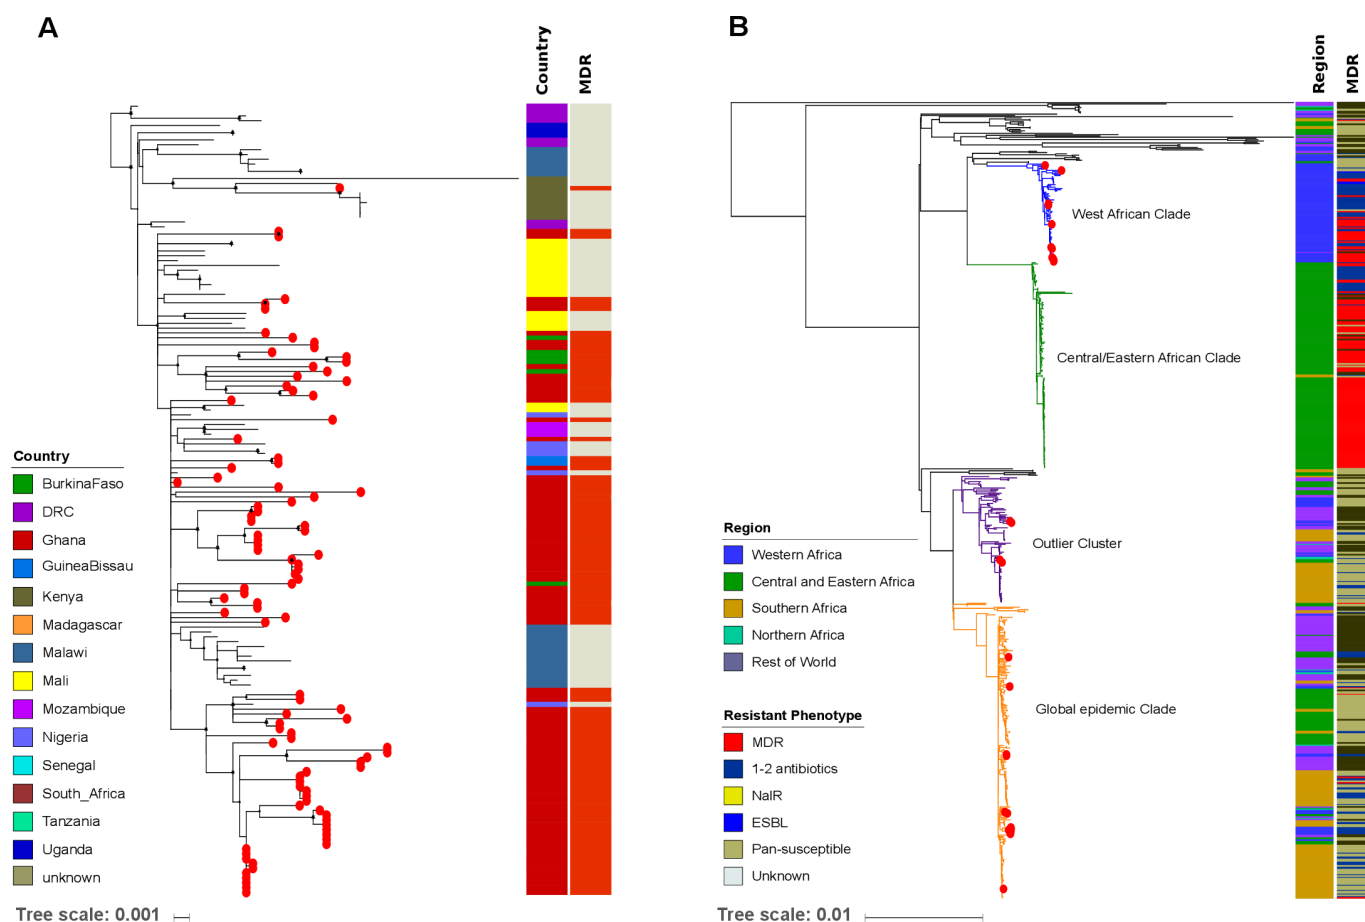 A
Country
MDR
Country
BurkinaFaso
DRC
Ghana
GuineaBissau
Kenya
Madagascar
Malawi
Mali
Mozambique
Nigeria
Senegal
South_Africa
Tanzania
Uganda
unknown
Tree scale: 0.001
B
Region
MDR
West African Clade
Central/Eastern African Clade
Outlier Cluster
Global epidemic Clade
Region
Western Africa
Central and Eastern Africa
Southern Africa
Northern Africa
Rest of World
Resistant Phenotype
MDR
1-2 antibiotics
NalR
ESBL
Pan-susceptible
Unknown
Tree scale: 0.01